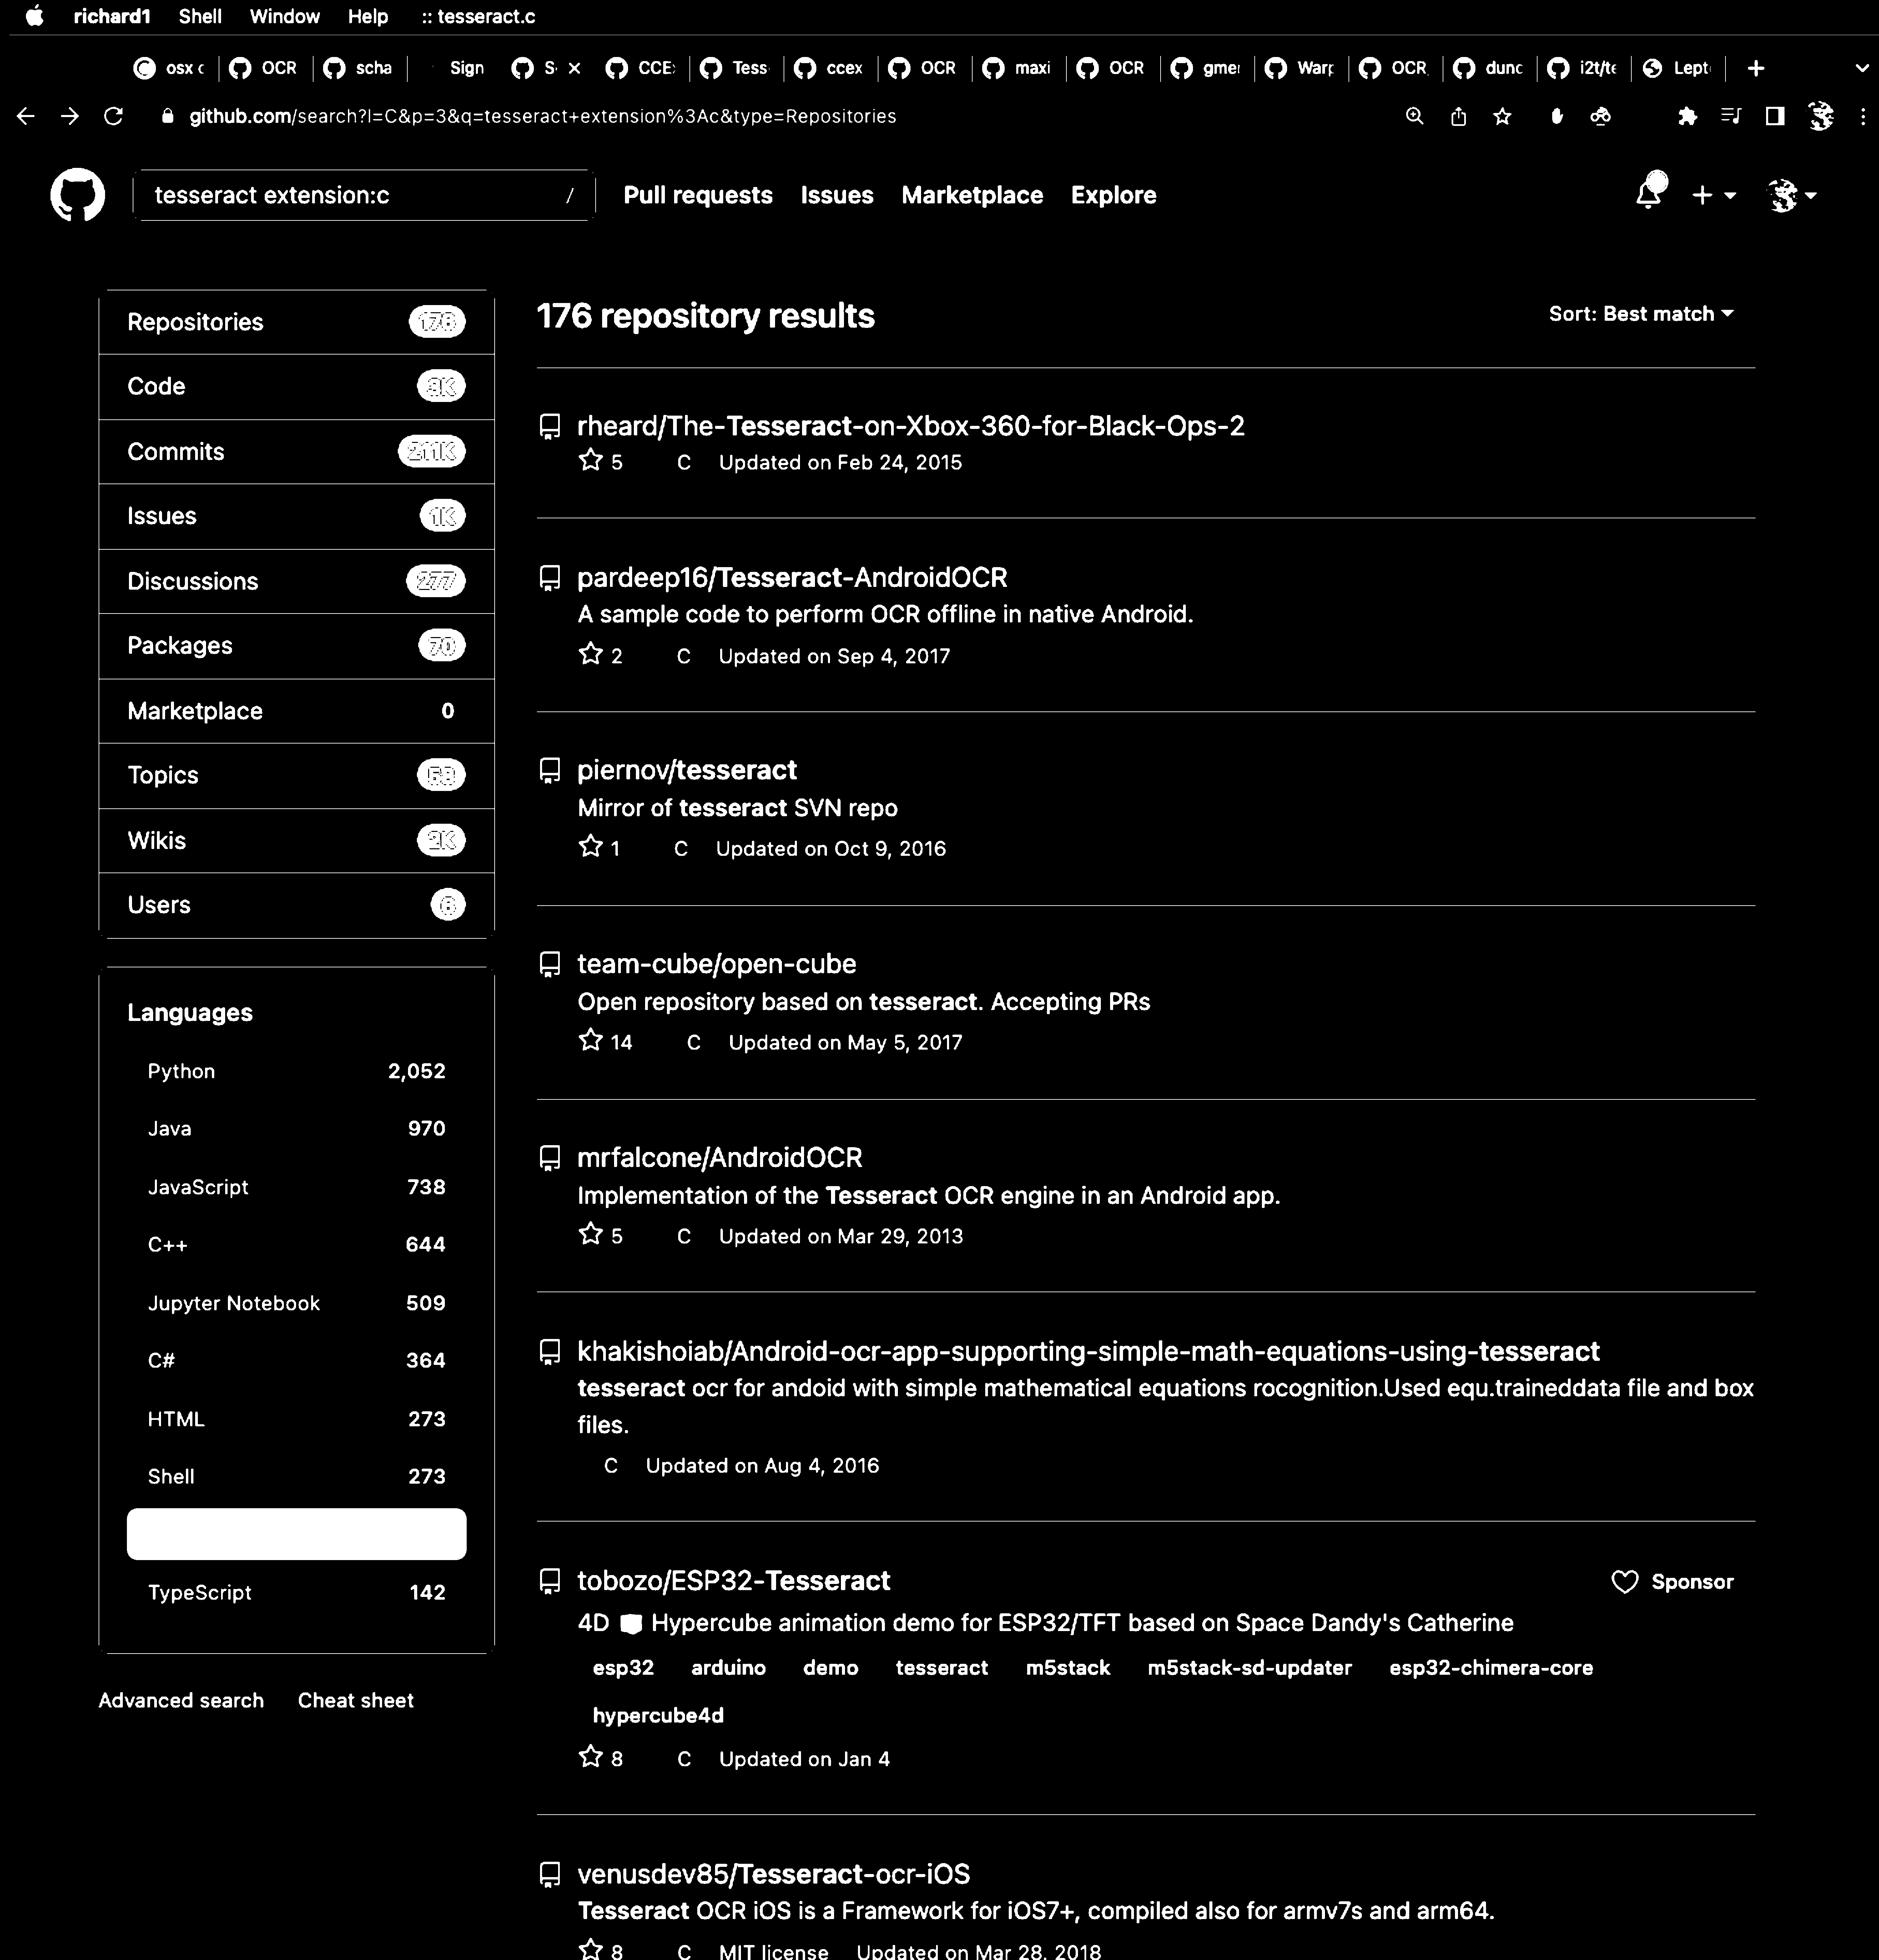 richard1 Shell Window Help :: tesseract.c
osx c OCR scha Sign S CCE Tess ccex OCR maxi OCR gme Warp OCR dunc i2t/te Lept
github.com/search?l=C&p=3&q=tesseract+extension%3Ac&type=Repositories
tesseract extension:c / Pull requests Issues Marketplace Explore
Repositories 176
Code 3K
Commits 211K
Issues 1K
Discussions 277
Packages 70
Marketplace 0
Topics
Wikis 2K
Users 6
Languages
Python 2,052
Java 970
JavaScript 738
C++ 644
Jupyter Notebook 509
C# 364
HTML 273
Shell 273
TypeScript 142
Advanced search Cheat sheet
176 repository results Sort: Best match
rheard/The-Tesseract-on-Xbox-360-for-Black-Ops-2
5 C Updated on Feb 24, 2015
pardeep16/Tesseract-AndroidOCR
A sample code to perform OCR offline in native Android.
2 C Updated on Sep 4, 2017
piernov/tesseract
Mirror of tesseract SVN repo
1 C Updated on Oct 9, 2016
team-cube/open-cube
Open repository based on tesseract. Accepting PRs
14 C Updated on May 5, 2017
mrfalcone/AndroidOCR
Implementation of the Tesseract OCR engine in an Android app.
5 C Updated on Mar 29, 2013
khakishoiab/Android-ocr-app-supporting-simple-math-equations-using-tesseract
tesseract ocr for andoid with simple mathematical equations rocognition.Used equ.traineddata file and box
files.
C Updated on Aug 4, 2016
tobozo/ESP32-Tesseract Sponsor
4D Hypercube animation demo for ESP32/TFT based on Space Dandy's Catherine
esp32 arduino demo tesseract m5stack m5stack-sd-updater esp32-chimera-core
hypercube4d
8 C Updated on Jan 4
venusdev85/Tesseract-ocr-iOS
Tesseract OCR iOS is a Framework for iOS7+, compiled also for armv7s and arm64.
8 C MIT license Updated on Mar 28, 2018